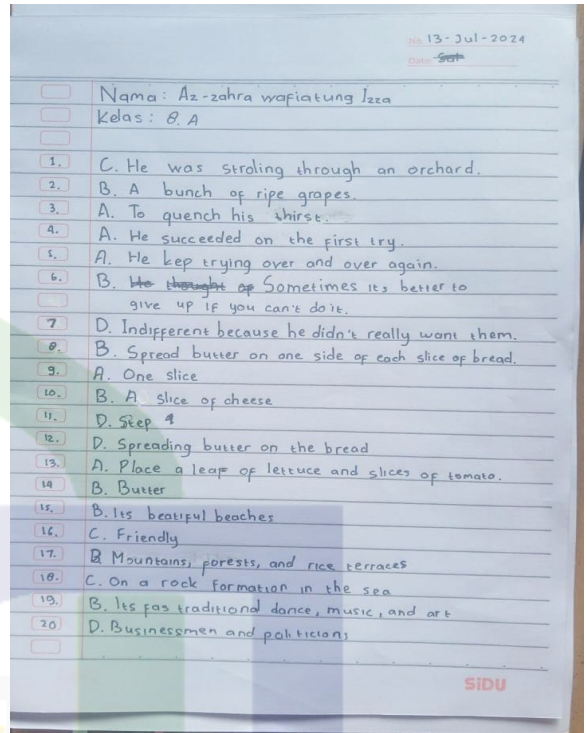 No. 13-Jul-2024
Date
Nama : Az-zahra wafiatung Izza
Kelas : 8. A
1. C. He was stroling through an orchard.
2. B. A bunch of ripe grapes.
3. A. To quench his thirst.
4. A. He succeeded on the first try.
5. A. He kep trying over and over again.
6. B. He thought of Sometimes its better to
give up if you can't do it.
7 D. Indifferent because he didn't really want them.
8. B. Spread butter on one side of each slice of bread.
9. A. One slice
10. B. A slice of cheese
11. D. Step 4
12. D. Spreading butter on the bread
13. A. Place a leaf of lettuce and slices of tomato.
14 B. Butter
15. B. Its beatiful beaches
16. C. Friendly
17. B Mountains, porests, and rice terraces
18. C. On a rock formation in the sea
19. B. Its fas traditional dance, music, and art
20 D. Businessmen and politicians
SiDU